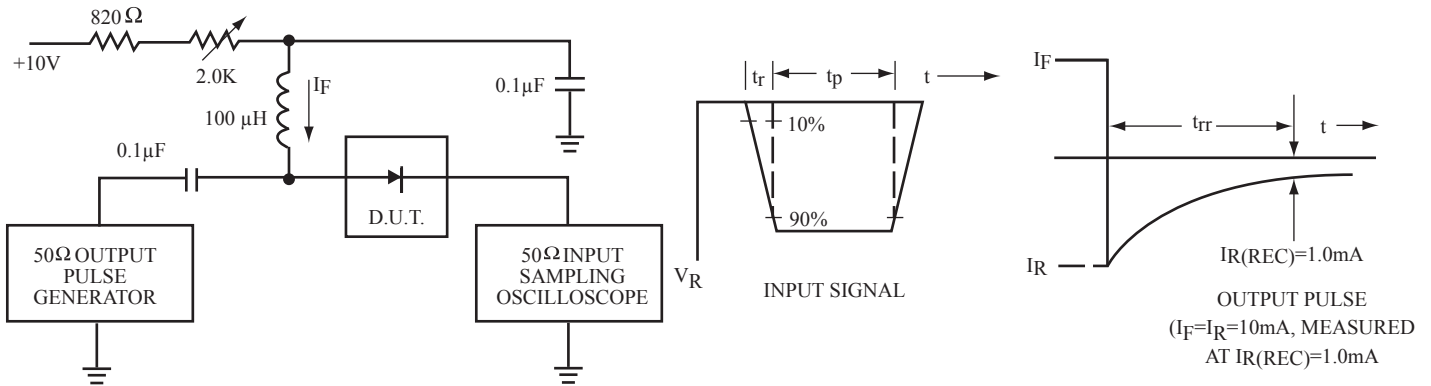 820 Ω
+10V
2.0K
IF
100 µH
0.1µF
0.1µF
D.U.T.
50Ω OUTPUT
PULSE
GENERATOR
50Ω INPUT
SAMPLING
OSCILLOSCOPE
tr
tp
t
10%
90%
VR
INPUT SIGNAL
IF
trr
t
IR
IR(REC)=1.0mA
OUTPUT PULSE
(IF=IR=10mA, MEASURED
AT IR(REC)=1.0mA